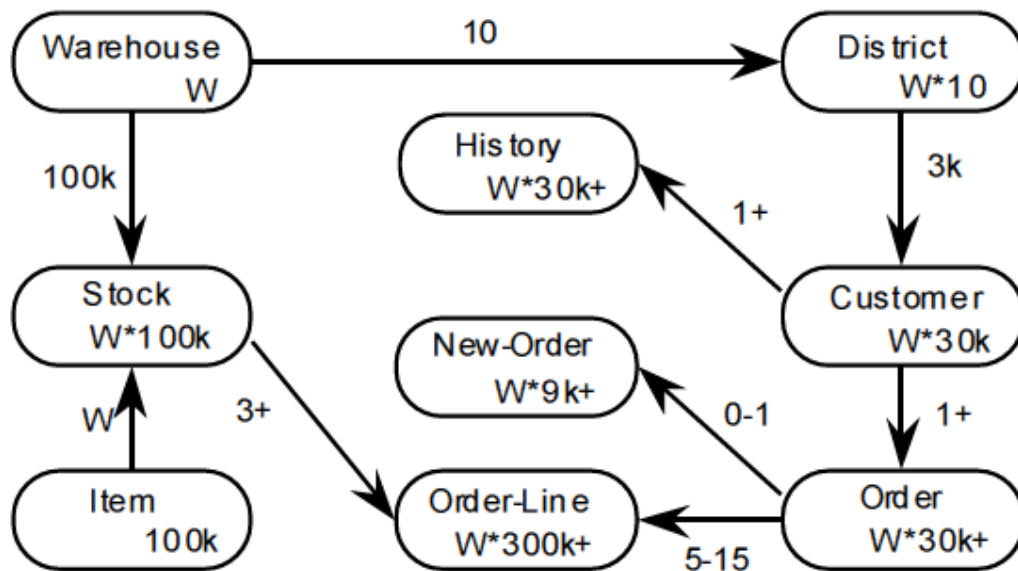 Warehouse
W
10
District
W*10
100k
History
W*30k+
1+
3k
Stock
W*100k
New-Order
W*9k+
Customer
W*30k
W
3+
0-1
1+
Item
100k
Order-Line
W*300k+
5-15
Order
W*30k+